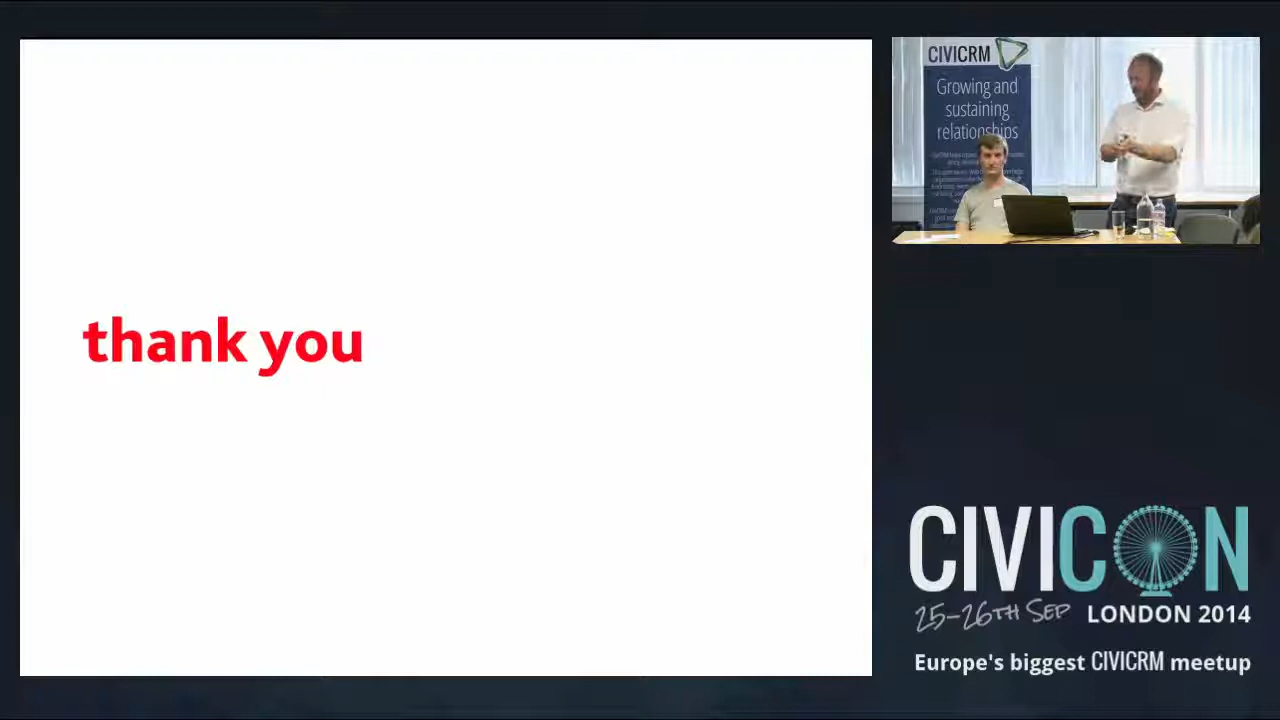 thank you
CIVICRM
Growing and
sustaining
relationships
CIVICON
25-26TH SEP LONDON 2014
Europe's biggest CIVICRM meetup